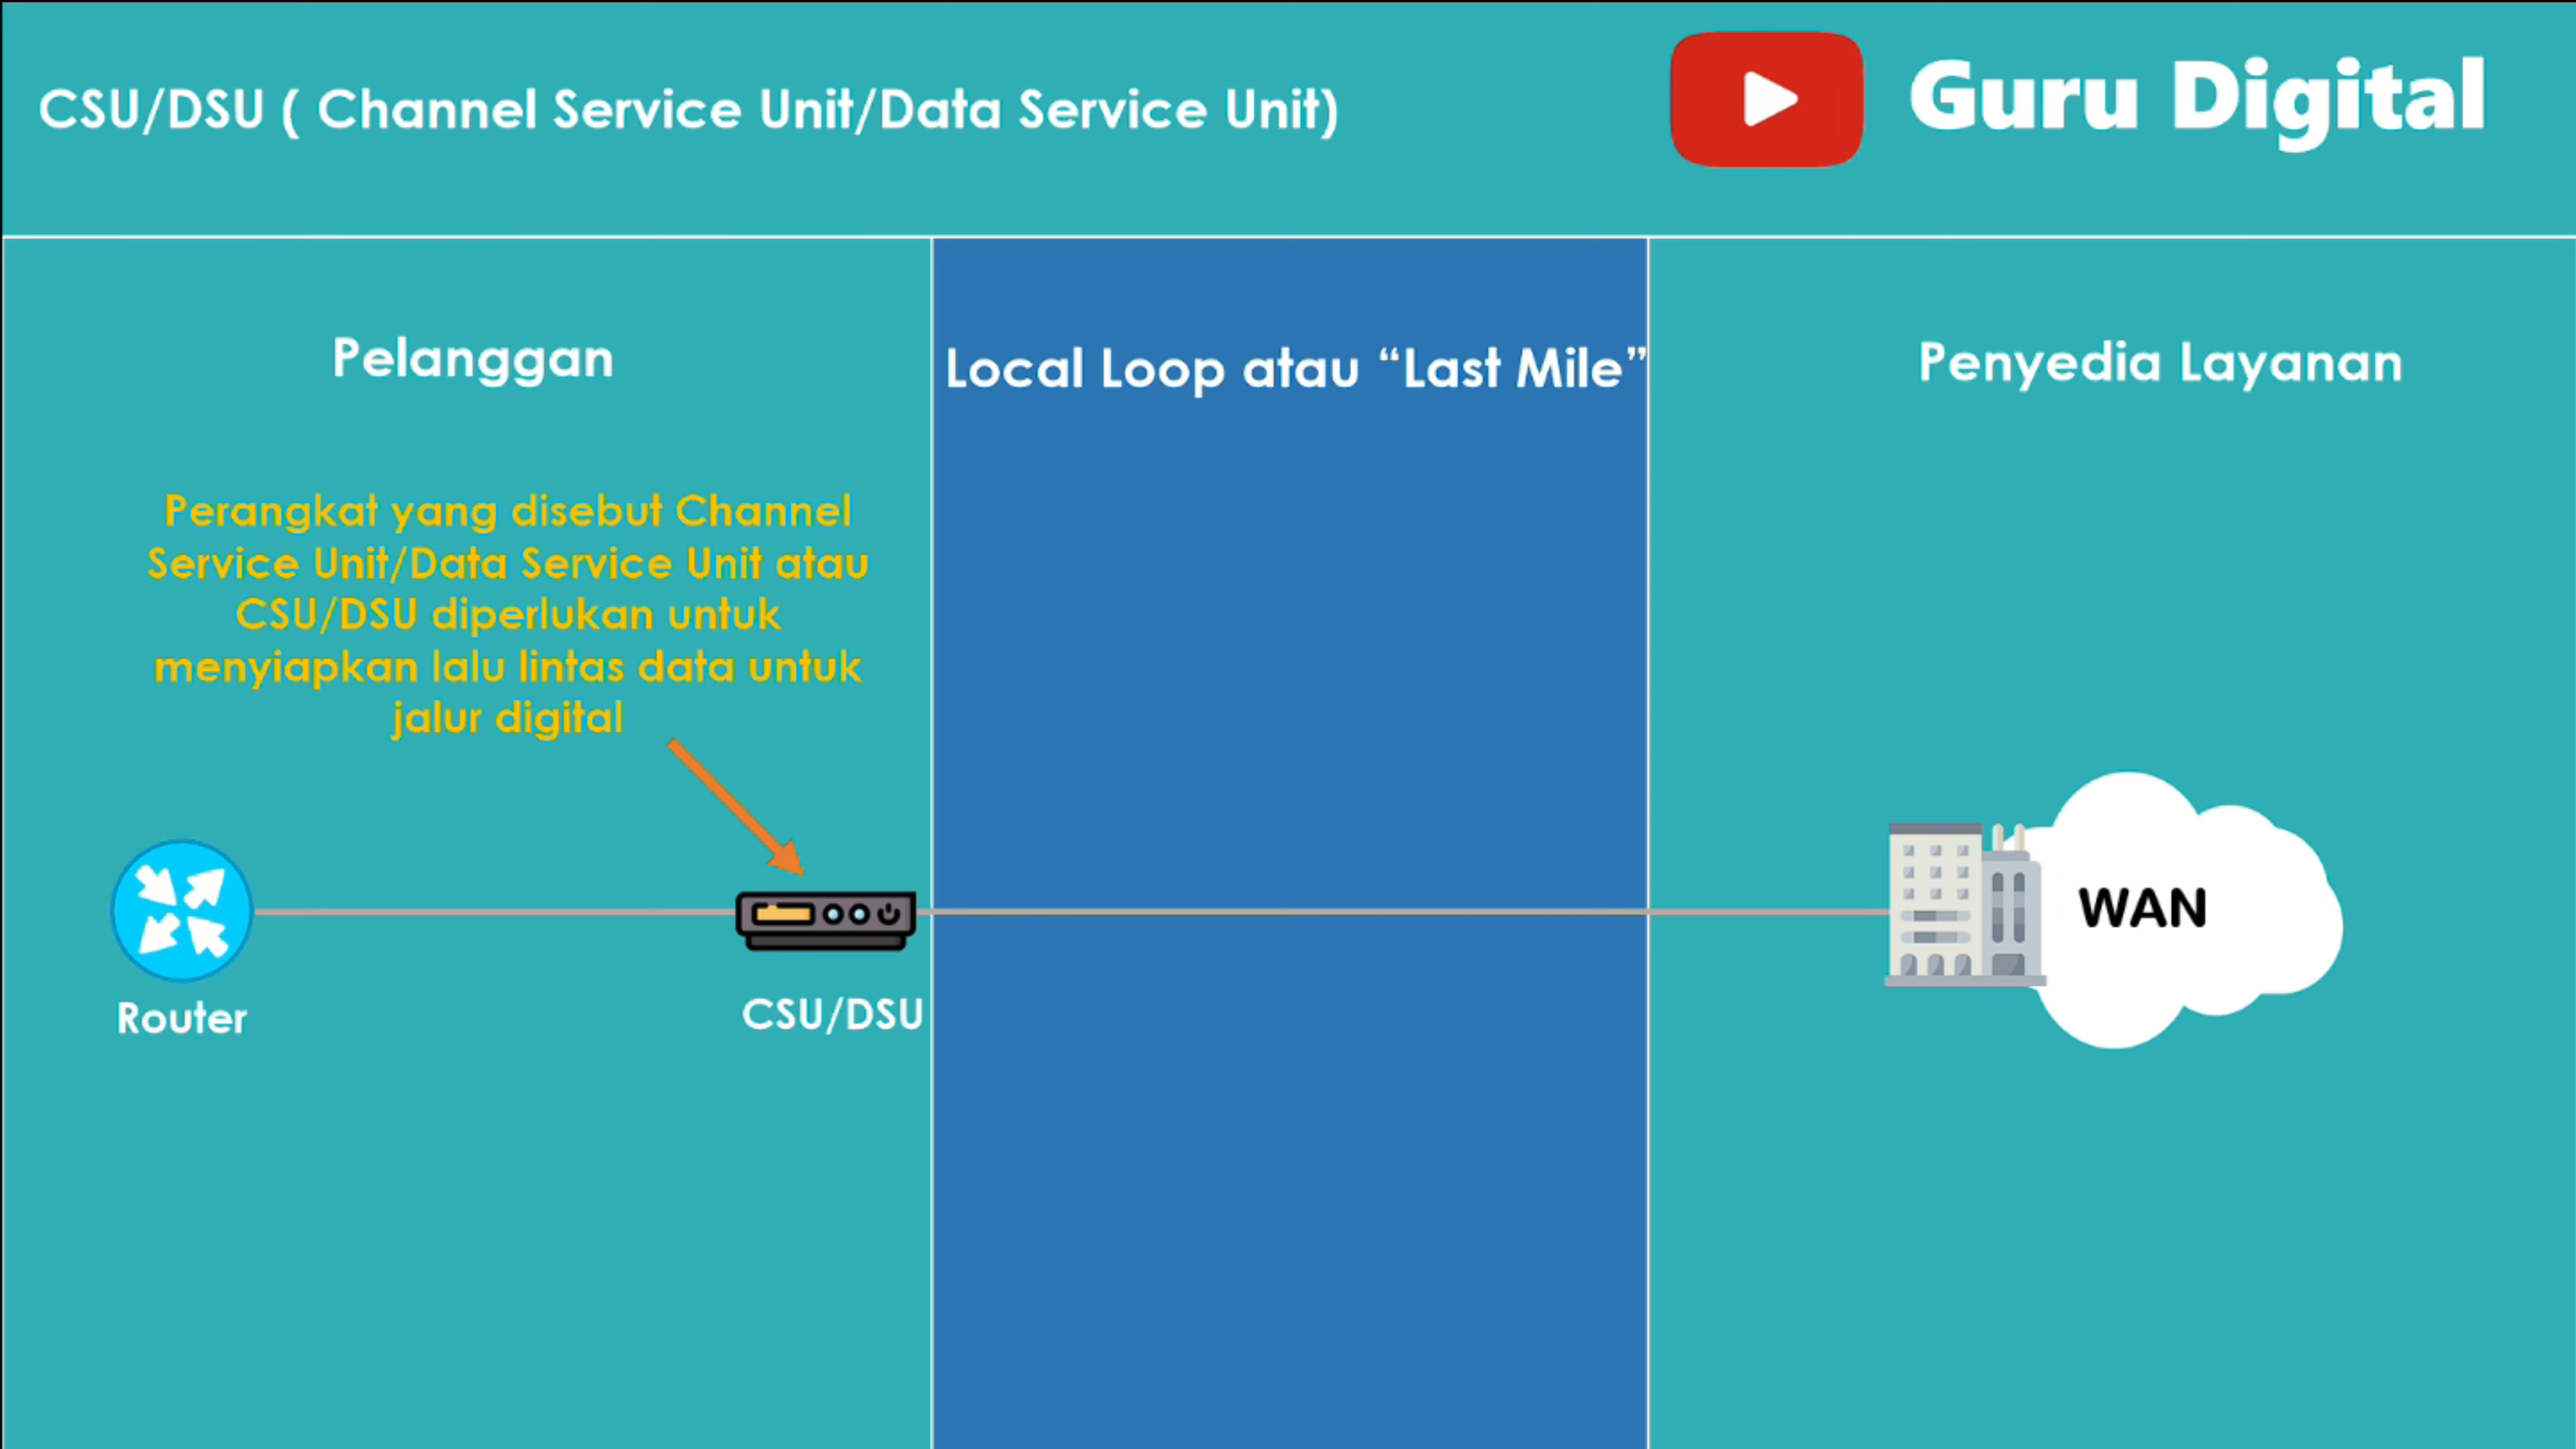 CSU/DSU ( Channel Service Unit/Data Service Unit)
Guru Digital
Pelanggan
Local Loop atau “Last Mile”
Penyedia Layanan
Perangkat yang disebut Channel
Service Unit/Data Service Unit atau
CSU/DSU diperlukan untuk
menyiapkan lalu lintas data untuk
jalur digital
WAN
Router
CSU/DSU